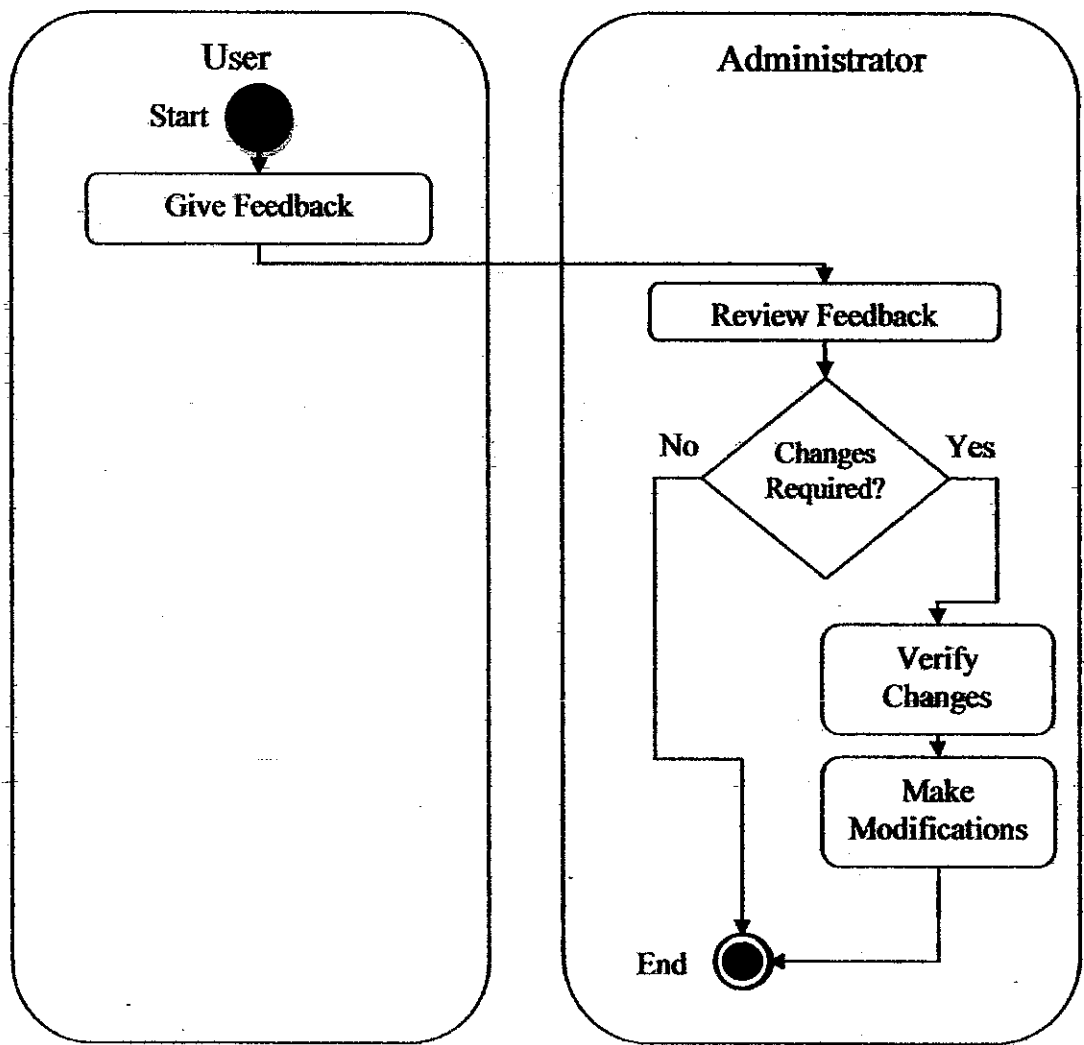 User
Administrator
Start
Give Feedback
Review Feedback
No
Changes
Required?
Yes
Verify
Changes
Make
Modifications
End